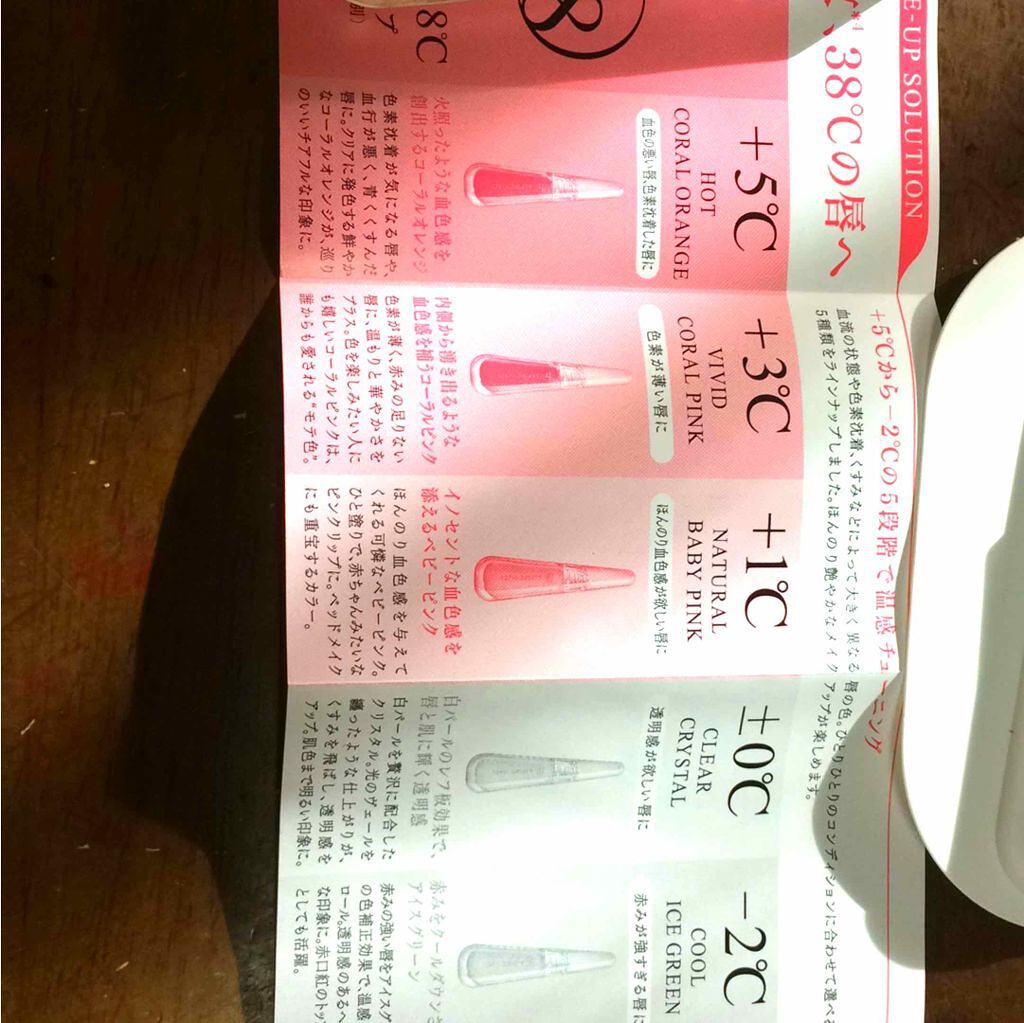 E-UP SOLUTION
38℃の唇へ
+5℃から-2℃の5段階で温感チューニング
血流の状態や色素沈着、くすみなどによって大きく異なる唇の色。ひとりひとりのコンディションに合わせて選べる
5種類をラインナップしました。ほんのり艶やかなメイクアップが楽しめます。
8℃
プ
8
+5℃
HOT
CORAL ORANGE
血色の悪い唇、色素沈着した唇に
火照ったような血色感を
創出するコーラルオレンジ
色素沈着が気になる唇や、
血行が悪く、青くくすんだ
唇に。クリアに発色する鮮やか
なコーラルオレンジが、巡り
のいいチアフルな印象に。
+3℃
VIVID
CORAL PINK
色素が薄い唇に
内側から湧き出るような
血色感を補うコーラルピンク
色素が薄く、赤みの足りない
唇に、温もりと華やかさを
プラス。色を楽しみたい人に
も嬉しいコーラルピンクは、
誰からも愛される“モテ色”。
+1℃
NATURAL
BABY PINK
ほんのり血色感が欲しい唇に
イノセントな血色感を
添えるベビーピンク
ほんのり血色感を与えて
くれる可憐なベビーピンク。
ひと塗りで、赤ちゃんみたいな
ピンクリップに。ベッドメイク
にも重宝するカラー。
±0℃
CLEAR
CRYSTAL
透明感が欲しい唇に
白パールのレフ板効果で、
唇と肌に輝く透明感
白パールを贅沢に配合した
クリスタル。光のヴェールを
纏ったような仕上がりが、
くすみを飛ばし、透明感を
アップ。肌色まで明るい印象に。
-2℃
COOL
ICE GREEN
赤みが強すぎる唇に
赤みをクールダウンさ
アイスグリーン
赤みの強い唇をアイスグ
の色補正効果で、温感
ロール。透明感のあるヘ
な印象に。赤口紅のトップ
としても活躍。